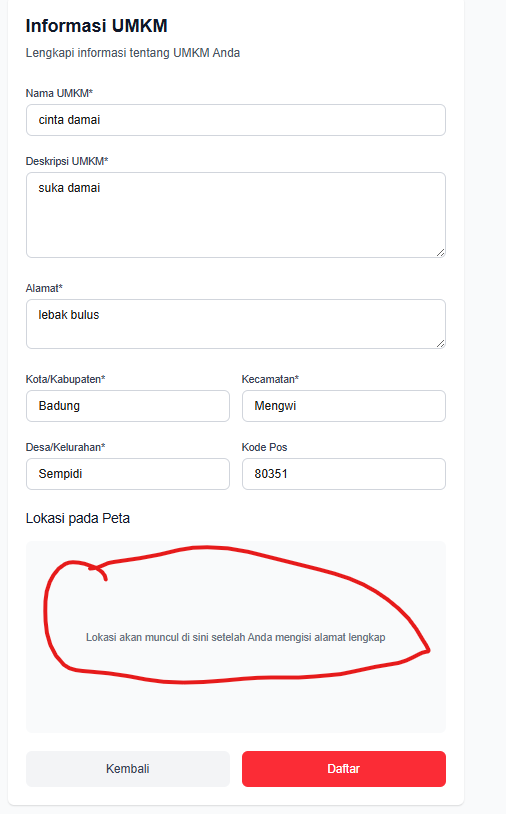 Informasi UMKM
Lengkapi informasi tentang UMKM Anda
Nama UMKM*
cinta damai
Deskripsi UMKM*
suka damai
Alamat*
lebak bulus
Kota/Kabupaten*
Kecamatan*
Badung
Mengwi
Desa/Kelurahan*
Kode Pos
Sempidi
80351
Lokasi pada Peta
Lokasi akan muncul di sini setelah Anda mengisi alamat lengkap
Kembali
Daftar